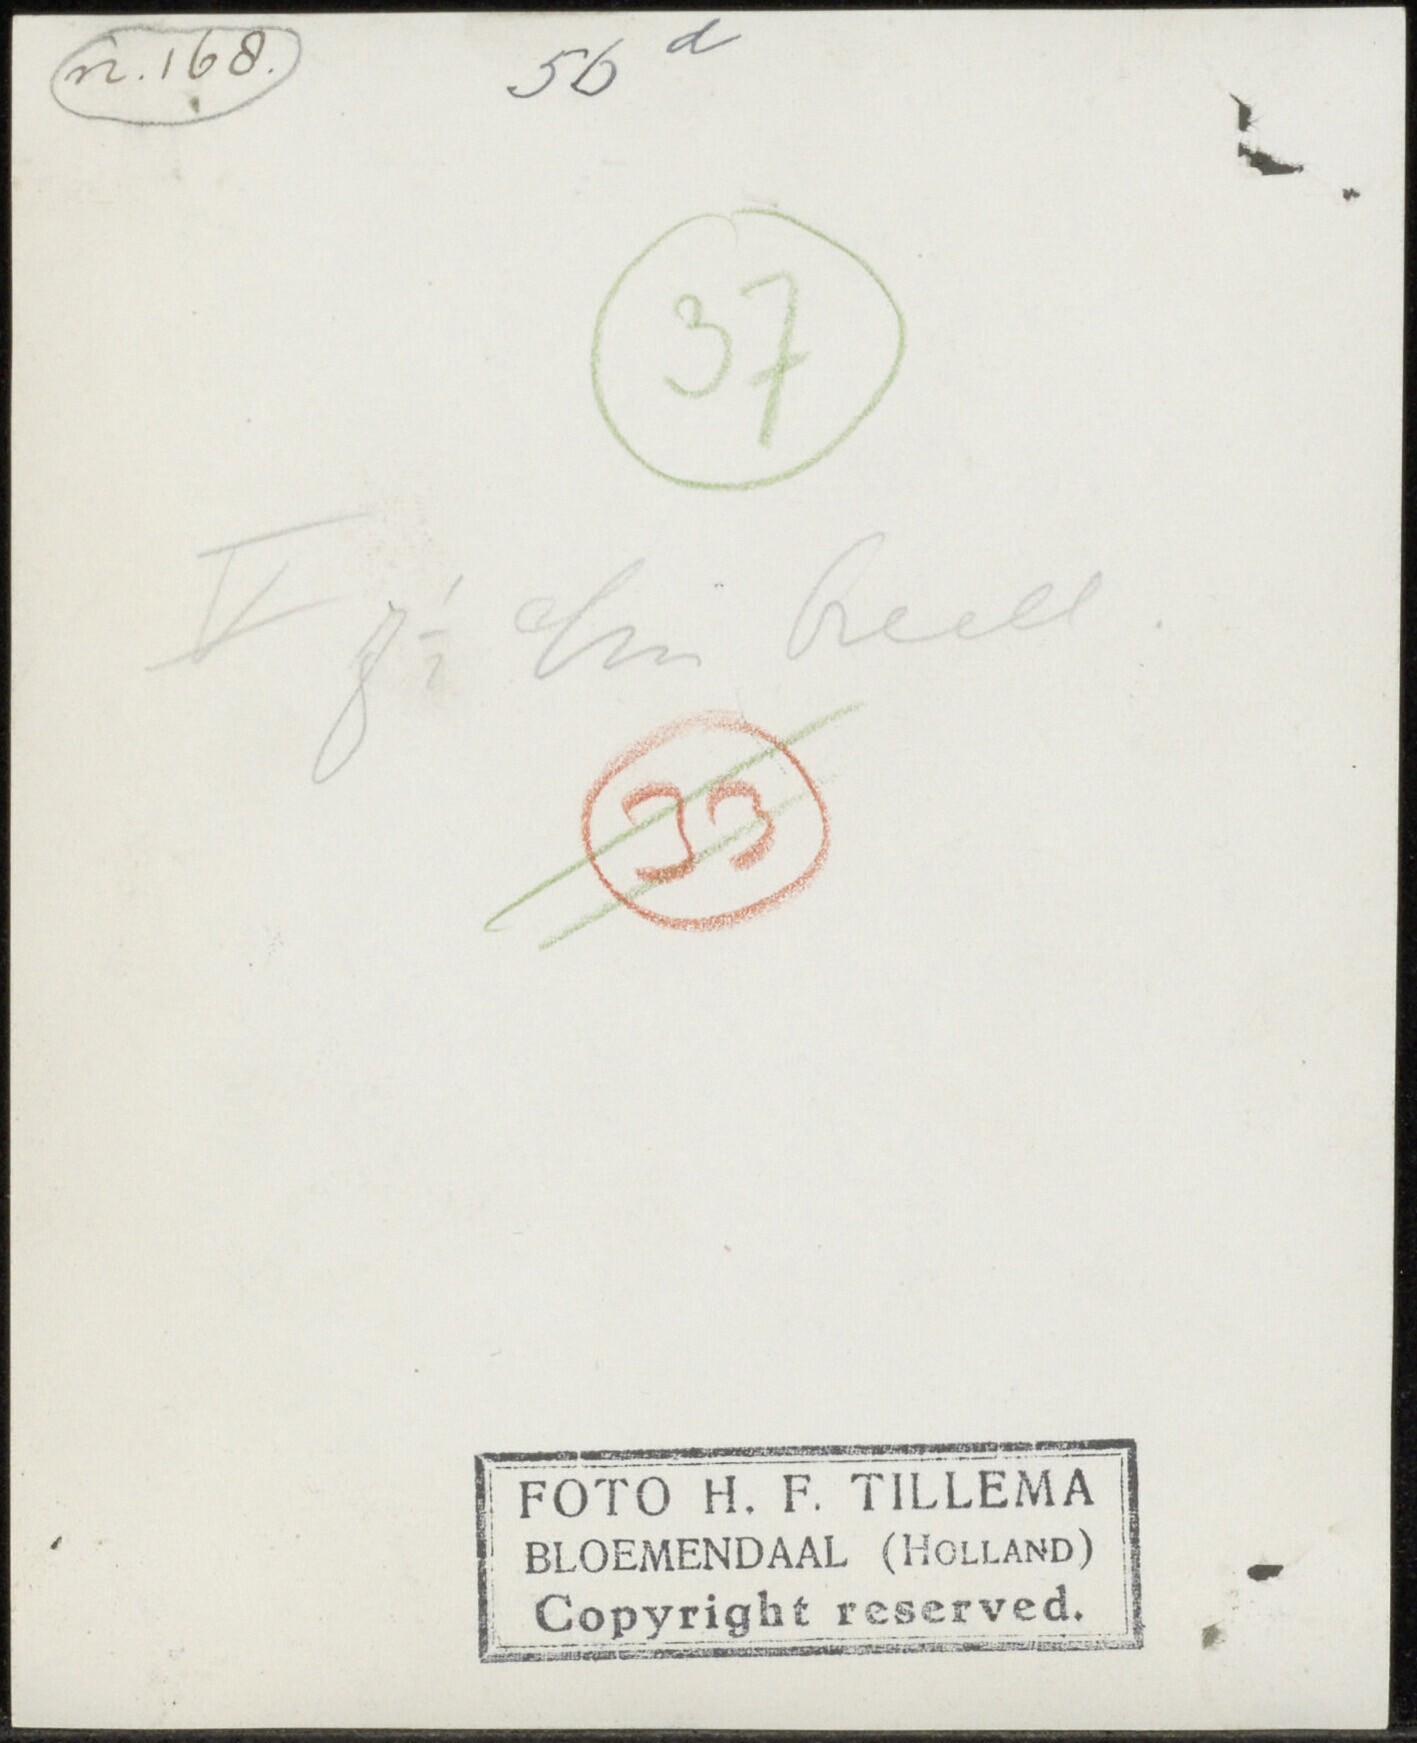 n.168.
56 d
37
V
33
FOTO H. F. TILLEMA
BLOEMENDAAL (HOLLAND)
Copyright reserved.